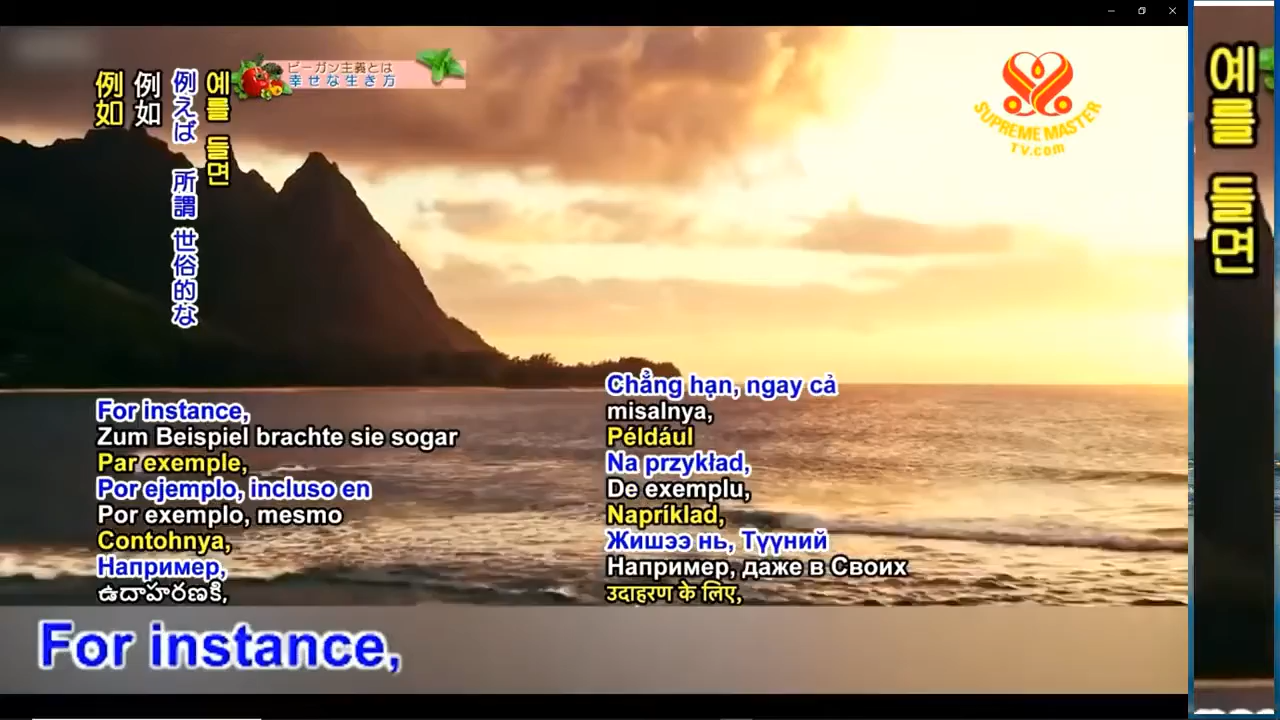 ビーガン主義とは
幸せな生き方
SUPREME MASTER
TV.com
예를 들면
例えば 所謂 世俗的な
例如
例如
예를 들면
For instance,
Zum Beispiel brachte sie sogar
Par exemple,
Por ejemplo, incluso en
Por exemplo, mesmo
Contohnya,
Например,
ఉదాహరణకి,
Chẳng hạn, ngay cả
misalnya,
Például
Na przykład,
De exemplu,
Napríklad,
Жишээ нь, Түүний
Например, даже в Своих
उदाहरण के लिए,
For instance,